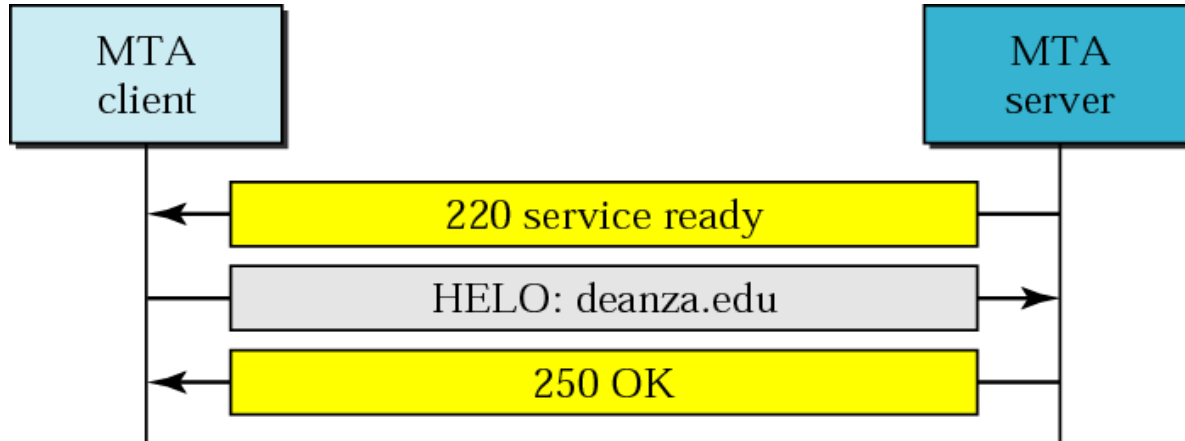 MTA
client
MTA
server
220 service ready
HELO: deanza.edu
250 OK